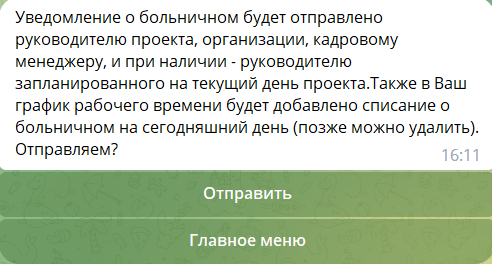 Уведомление о больничном будет отправлено
руководителю проекта, организации, кадровому
менеджеру, и при наличии - руководителю
запланированного на текущий день проекта.Также в Ваш
график рабочего времени будет добавлено списание о
больничном на сегодняшний день (позже можно удалить).
Отправляем?
16:11
Отправить
Главное меню